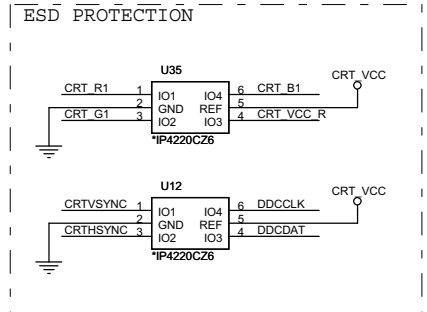 ESD PROTECTION
U35
CRT_VCC
CRT_R1 1 IO1 IO4 6 CRT_B1
2 GND REF 5
CRT_G1 3 IO2 IO3 4 CRT_VCC_R
*IP4220CZ6
U12
CRT_VCC
CRTVSYNC 1 IO1 IO4 6 DDCCLK
2 GND REF 5
CRTHSYNC 3 IO2 IO3 4 DDCDAT
*IP4220CZ6